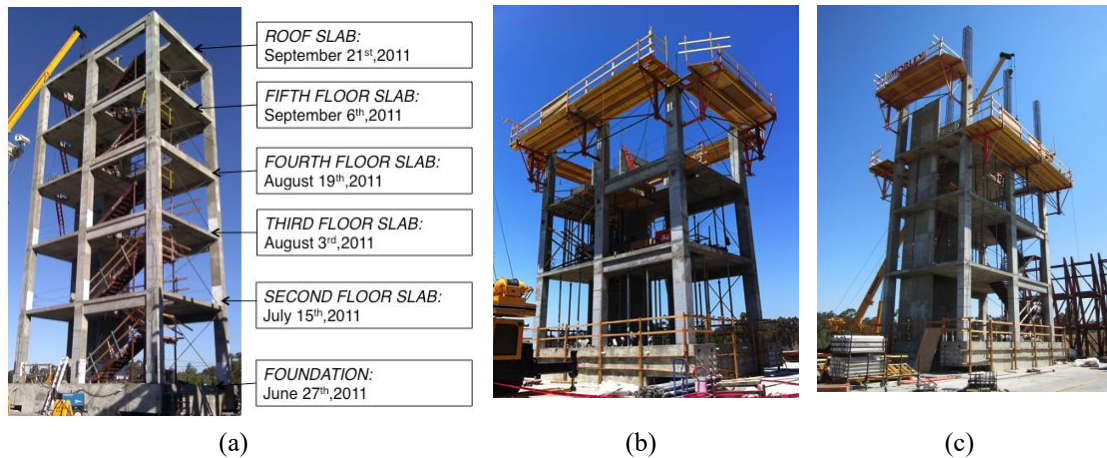 ROOF SLAB:
September 21st,2011
FIFTH FLOOR SLAB:
September 6th,2011
FOURTH FLOOR SLAB:
August 19th,2011
THIRD FLOOR SLAB:
August 3rd,2011
SECOND FLOOR SLAB:
July 15th,2011
FOUNDATION:
June 27th,2011
MORLEY
(a)
(b)
(c)